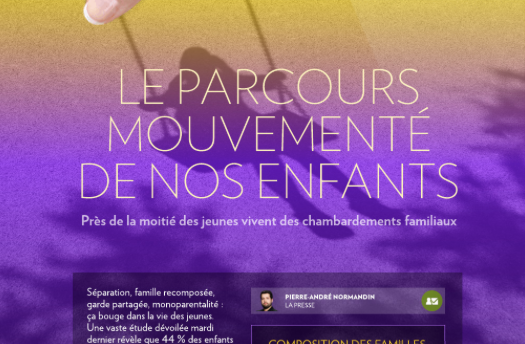 LE PARCOURS
MOUVEMENTÉ
DE NOS ENFANTS
Près de la moitié des jeunes vivent des chambardements familiaux
Séparation, famille recomposée,
garde partagée, monoparentalité :
ça bouge dans la vie des jeunes.
Une vaste étude dévoilée mardi
dernier révèle que 44 % des enfants
PIERRE-ANDRÉ NORMANDIN
LA PRESSE
COMPOSITION DES FAMILLES